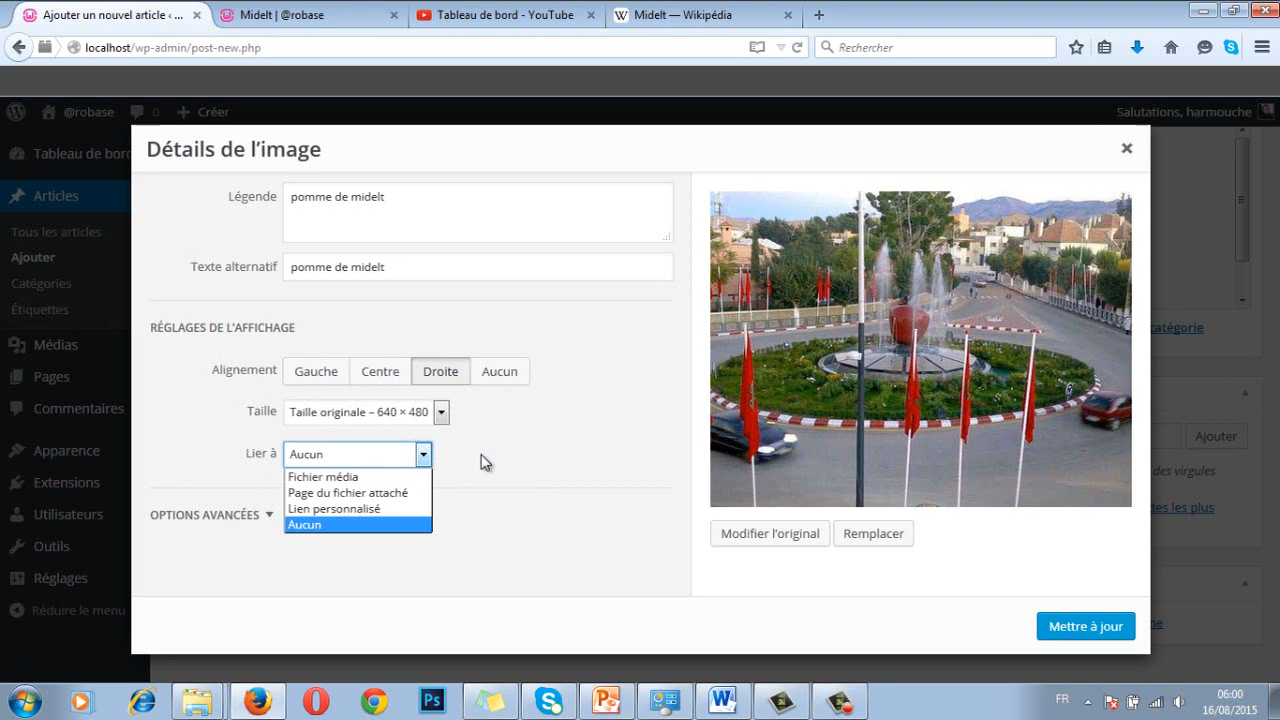 Ajouter un nouvel article ‹ ...
Midelt | @robase
Tableau de bord - YouTube
Midelt — Wikipédia
localhost/wp-admin/post-new.php
Rechercher
@robase
0
Créer
Salutations, harmouche
Tableau de bord
Articles
Tous les articles
Ajouter
Catégories
Étiquettes
Médias
Pages
Commentaires
Apparence
Extensions
Utilisateurs
Outils
Réglages
Réduire le menu
Détails de l'image
Légende
pomme de midelt
Texte alternatif
pomme de midelt
RÉGLAGES DE L'AFFICHAGE
Alignement
Gauche
Centre
Droite
Aucun
Taille
Taille originale – 640 × 480
Lier à
Aucun
Fichier média
Page du fichier attaché
Lien personnalisé
Aucun
OPTIONS AVANCÉES
Modifier l'original
Remplacer
Mettre à jour
catégorie
Ajouter
virgules
les plus
FR
06:00
16/08/2015